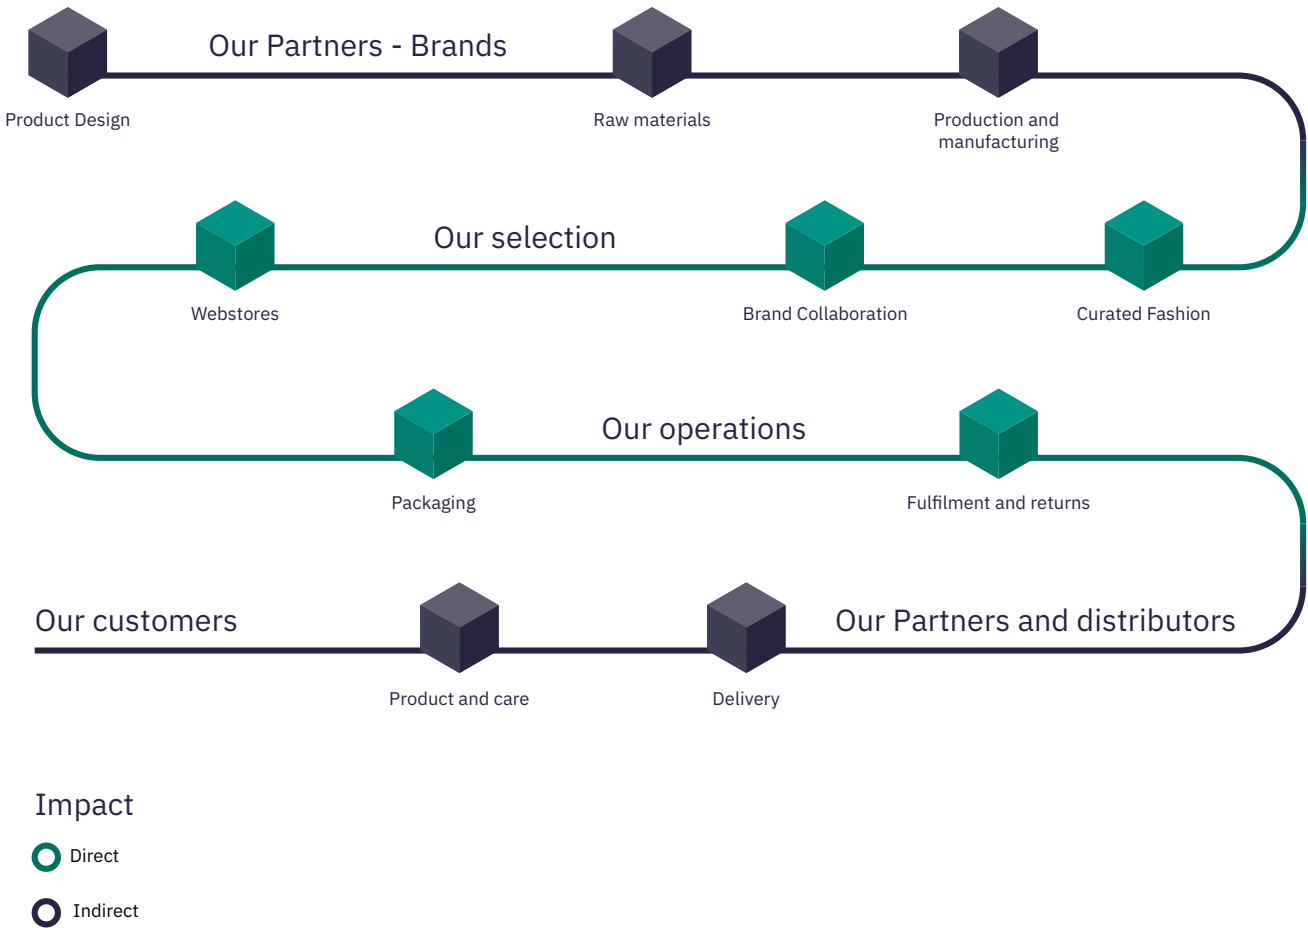 Our Partners - Brands
Product Design
Raw materials
Production and
manufacturing
Our selection
Webstores
Brand Collaboration
Curated Fashion
Our operations
Packaging
Fulfilment and returns
Our customers
Our Partners and distributors
Product and care
Delivery
Impact
Direct
Indirect